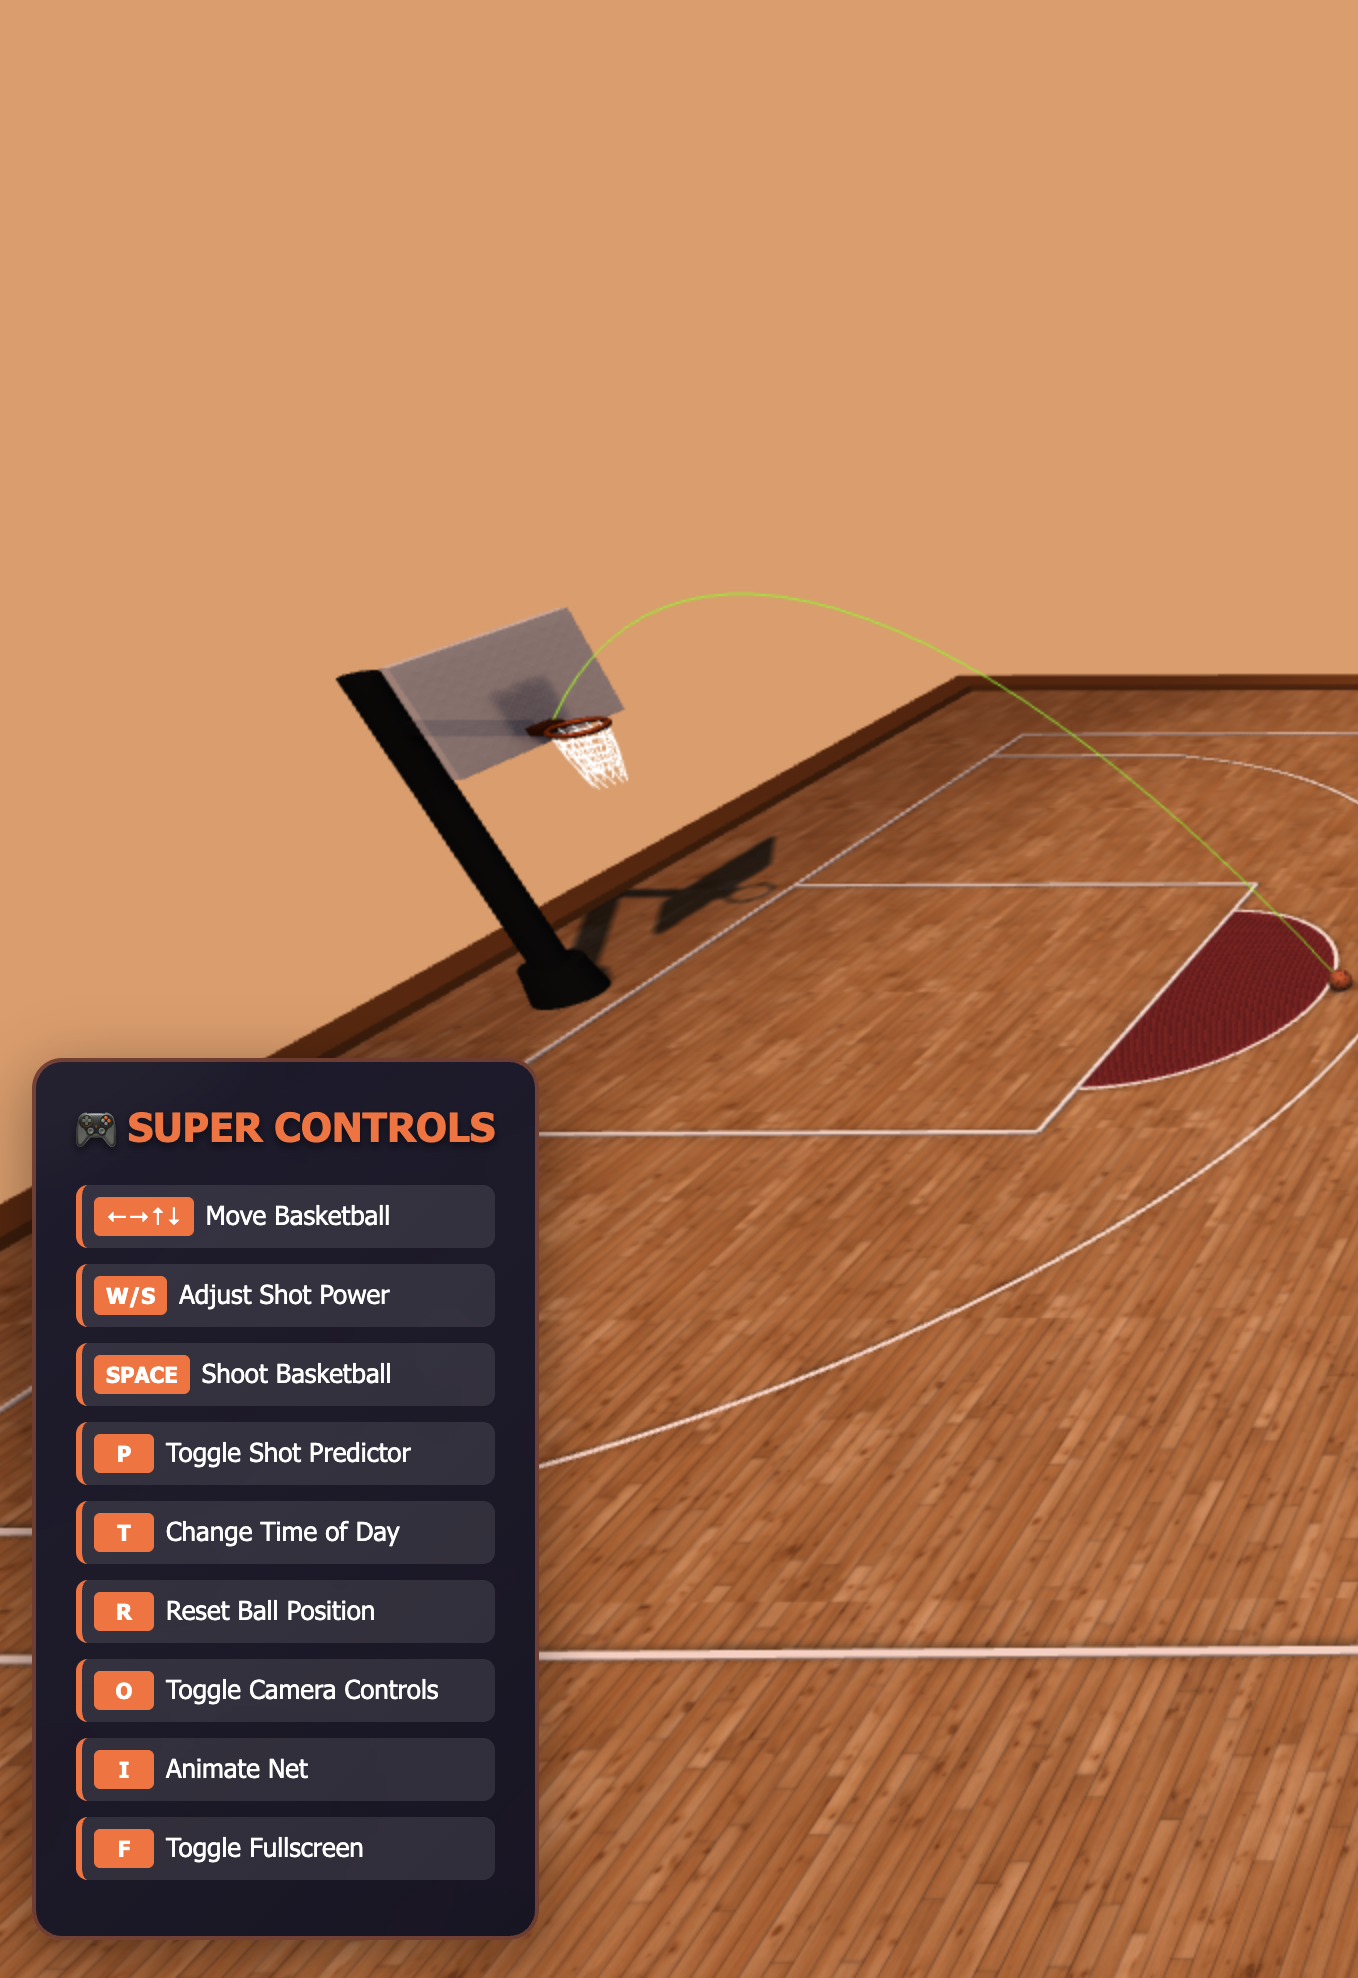 🎮 SUPER CONTROLS
←→↑↓ Move Basketball
W/S Adjust Shot Power
SPACE Shoot Basketball
P Toggle Shot Predictor
T Change Time of Day
R Reset Ball Position
O Toggle Camera Controls
I Animate Net
F Toggle Fullscreen